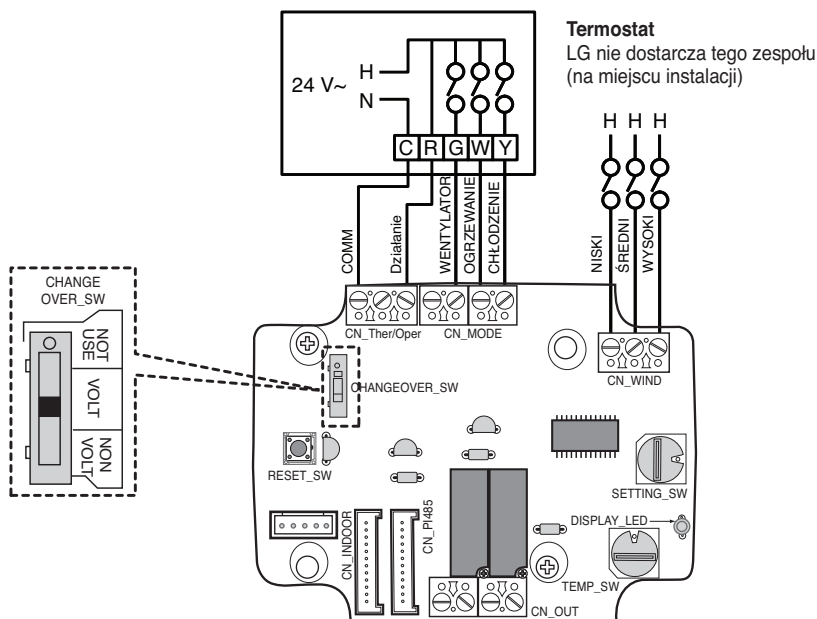 Termostat
LG nie dostarcza tego zespołu
(na miejscu instalacji)
24 V~
H
N
H H H
C R G W Y
COMM
Działanie
WENTYLATOR
OGRZEWANIE
CHŁODZENIE
NISKI
ŚREDNI
WYSOKI
CHANGE
OVER_SW
NOT
USE
VOLT
NON
VOLT
CN_Ther/Oper
CN_MODE
CN_WIND
CHANGEOVER_SW
RESET_SW
SETTING_SW
DISPLAY_LED
CN_INDOOR
CN_PI485
TEMP_SW
CN_OUT